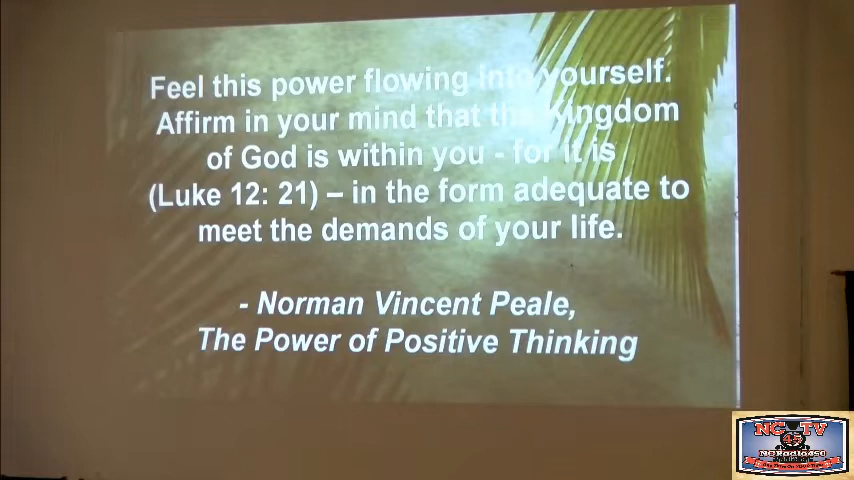 Feel this power flowing into yourself.
Affirm in your mind that the Kingdom
of God is within you - for it is
(Luke 12: 21) – in the form adequate to
meet the demands of your life.
- Norman Vincent Peale,
The Power of Positive Thinking
NC TV
45
NCRadio450